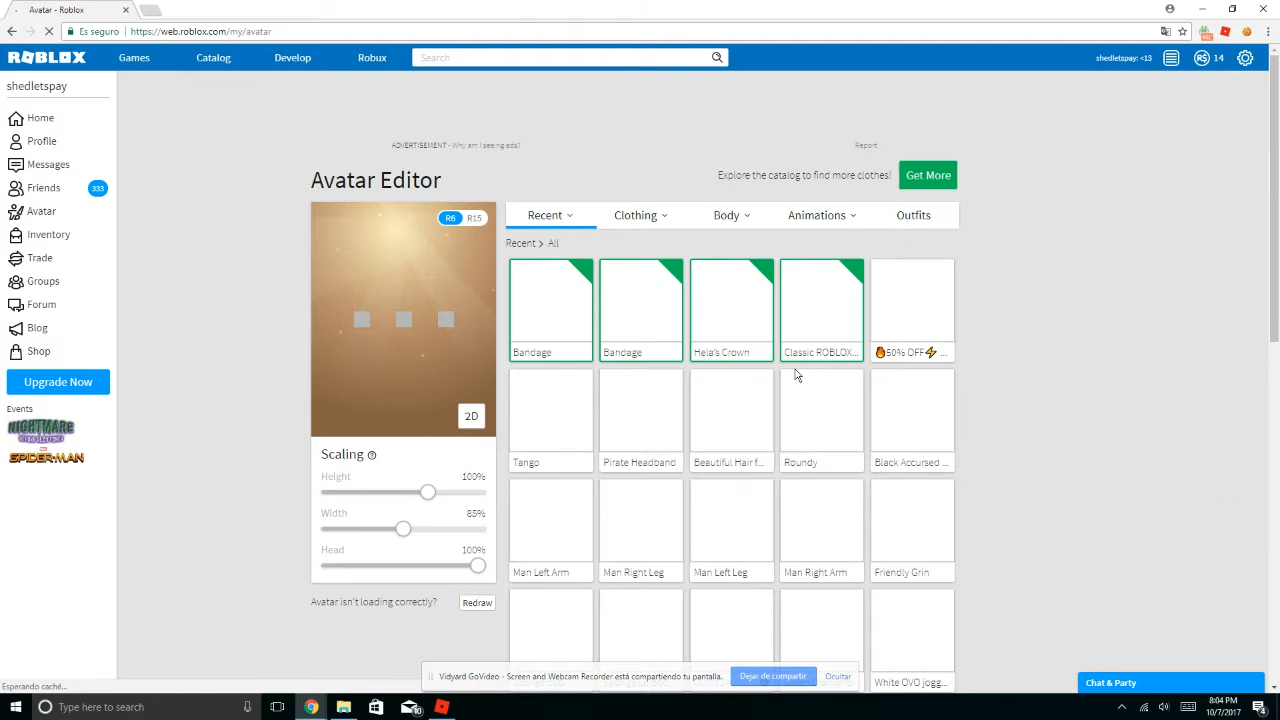 Avatar - Roblox
Es seguro
https://web.roblox.com/my/avatar
ROBLOX
Games
Catalog
Develop
Robux
Search
shedletspay: <13
R$ 14
shedletspay
Home
Profile
Messages
Friends 333
Avatar
Inventory
Trade
Groups
Forum
Blog
Shop
Upgrade Now
Events
NIGHTMARE
SPIDER-MAN
ADVERTISEMENT - Why am I seeing ads?
Report
Avatar Editor
Explore the catalog to find more clothes!
Get More
R6 R15
2D
Scaling
Height 100%
Width 85%
Head 100%
Avatar isn't loading correctly?
Redraw
Recent
Clothing
Body
Animations
Outfits
Recent > All
Bandage
Bandage
Hela's Crown
Classic ROBLOX...
🔥50% OFF⚡ ...
Tango
Pirate Headband
Beautiful Hair f...
Roundy
Black Accursed ...
Man Left Arm
Man Right Leg
Man Left Leg
Man Right Arm
Friendly Grin
White OVO jogg...
Vidyard GoVideo - Screen and Webcam Recorder está compartiendo tu pantalla.
Dejar de compartir
Ocultar
Chat & Party
Esperando caché...
Type here to search
10
8:04 PM
10/7/2017
4